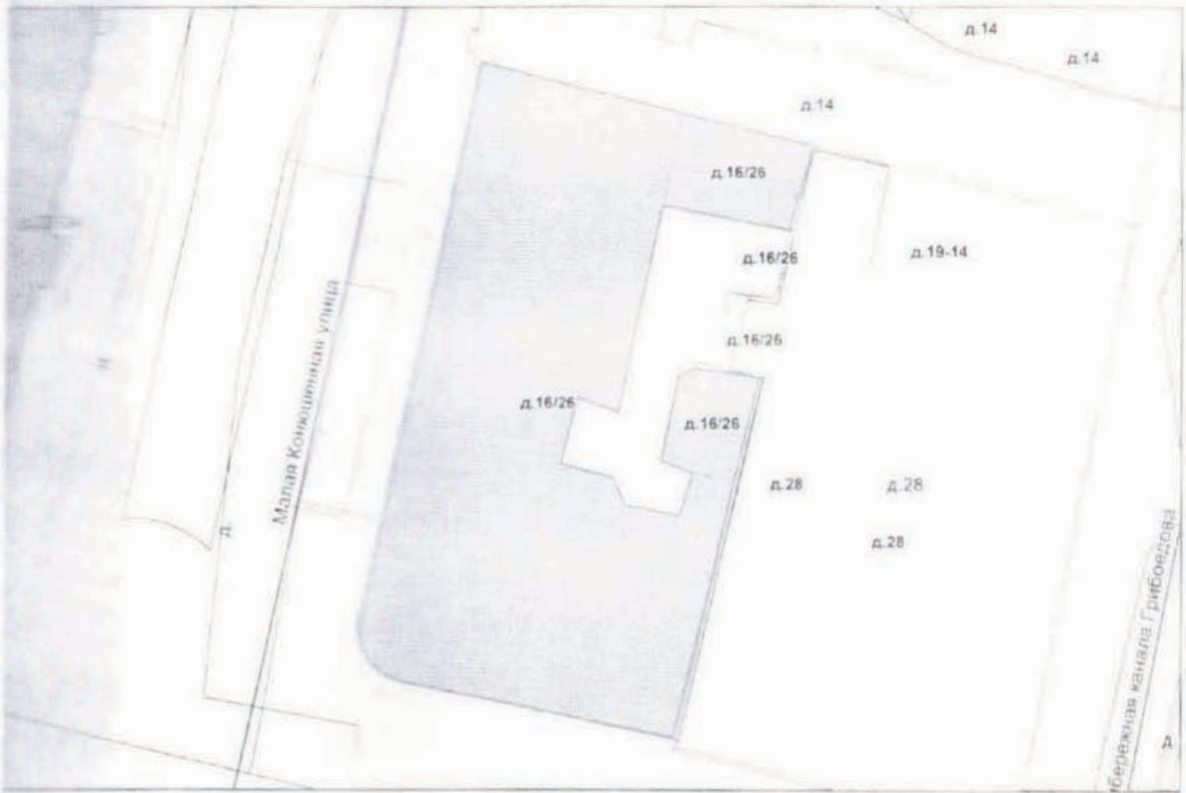 д.14
д.14
д.14
д.16/26
д.16/26
д.19-14
д.16/26
д.16/26
д.16/26
д.28
д.28
д.28
д.
Малая Конюшенная улица
бережная канала Грибоедова
д